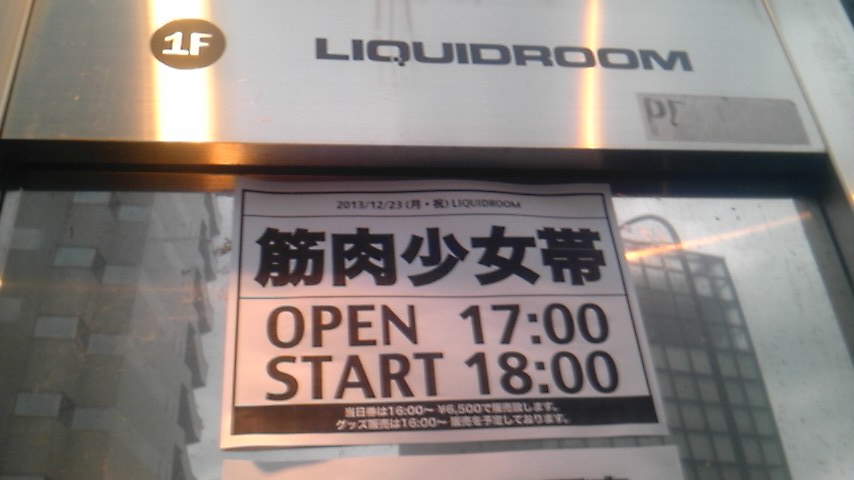 1F
LIQUIDROOM
2013/12/23 (月・祝) LIQUIDROOM
筋肉少女帯
OPEN 17:00
START 18:00
当日券は16:00〜 ¥6,500で販売致します。
グッズ販売は16:00〜 販売を予定しております。